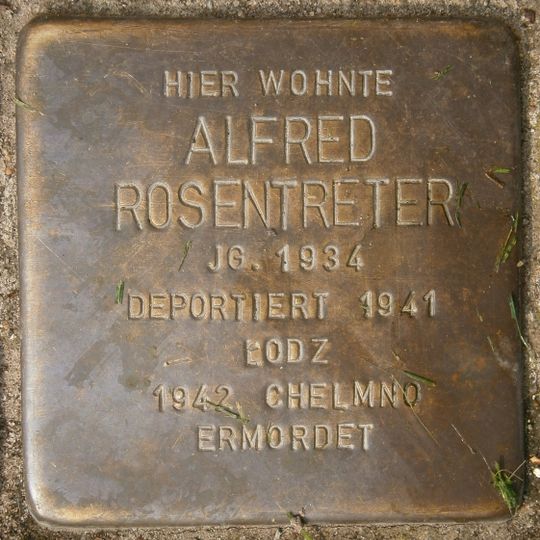 HIER WOHNTE
ALFRED
ROSENTRETER
JG. 1934
DEPORTIERT 1941
ŁODZ
1942 CHELMNO
ERMORDET